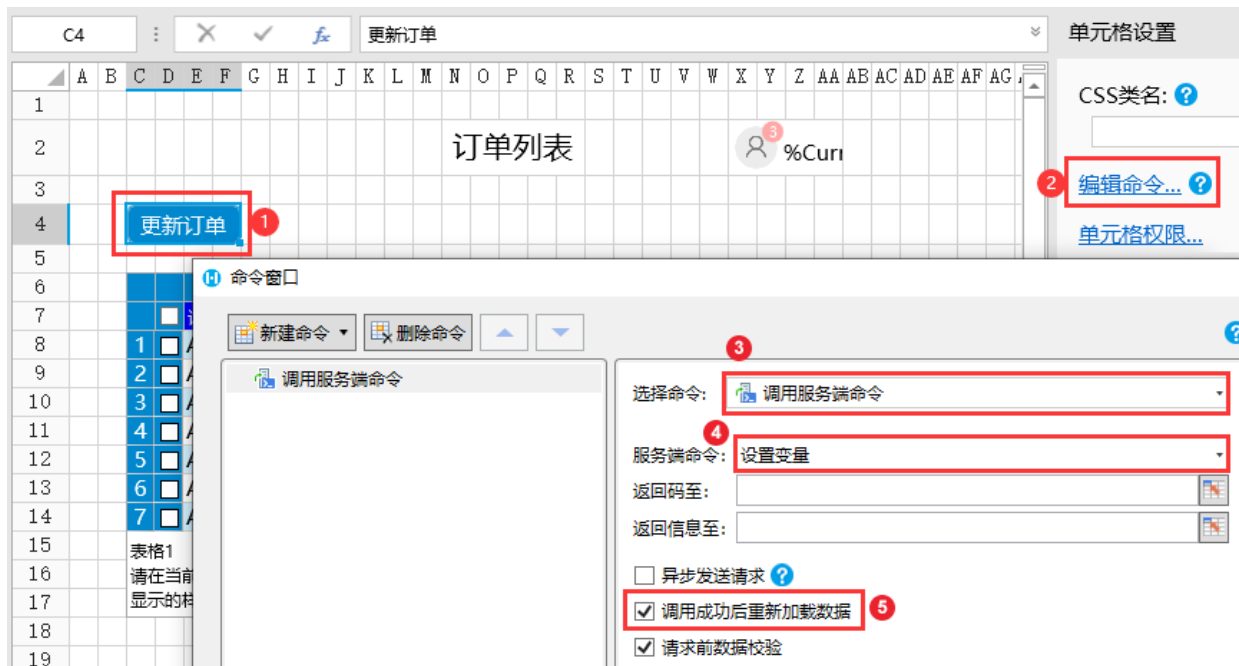 C4
fx
更新订单
单元格设置
A B C D E F G H I J K L M N O P Q R S T U V W X Y Z AA AB AC AD AE AF AG
CSS类名: ?
1
2 订单列表 3 %Curr
2 编辑命令... ?
3
4 更新订单 1
单元格权限...
5
6 命令窗口
7
新建命令 删除命令 ?
8 1
3
9 2
调用服务端命令
选择命令: 调用服务端命令
10 3
11 4
4
12 5
服务端命令: 设置变量
13 6
返回码至:
14 7
返回信息至:
15 表格1
16 请在当前
异步发送请求 ?
17 显示的样
调用成功后重新加载数据 5
18
请求前数据校验
19